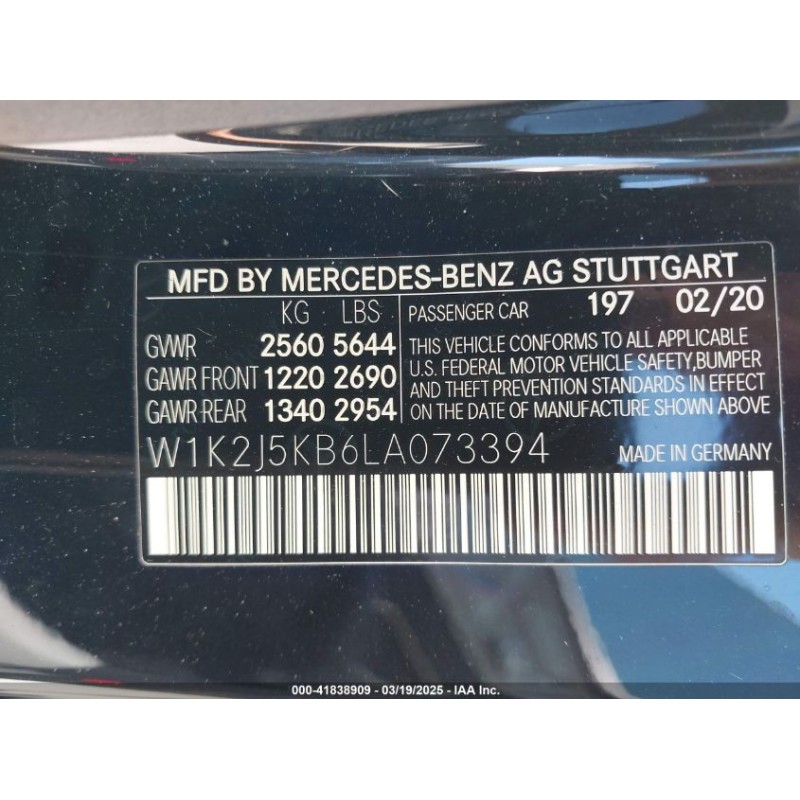 MFD BY MERCEDES-BENZ AG STUTTGART
KG LBS
GWR 2560 5644
GAWR FRONT 1220 2690
GAWR REAR 1340 2954
PASSENGER CAR 197 02/20
THIS VEHICLE CONFORMS TO ALL APPLICABLE
U.S. FEDERAL MOTOR VEHICLE SAFETY, BUMPER
AND THEFT PREVENTION STANDARDS IN EFFECT
ON THE DATE OF MANUFACTURE SHOWN ABOVE
W1K2J5KB6LA073394
MADE IN GERMANY
000-41838909 - 03/19/2025 - IAA Inc.